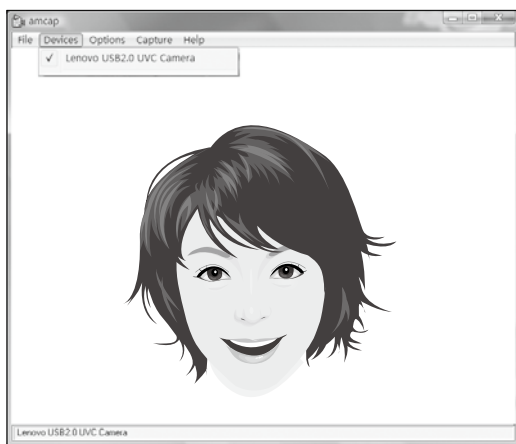 amcap
File Devices Options Capture Help
✓ Lenovo USB2.0 UVC Camera
Lenovo USB2.0 UVC Camera